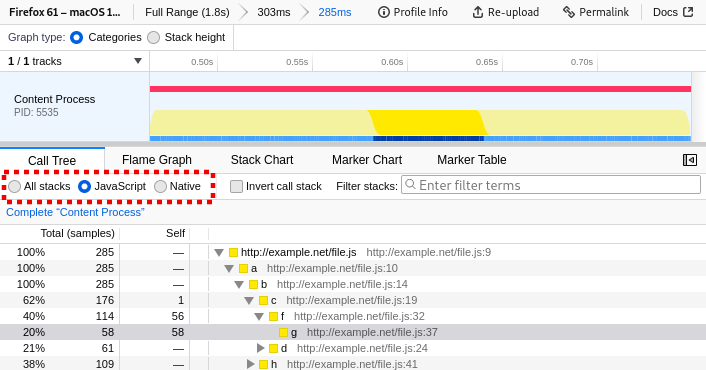 Firefox 61 – macOS 1... Full Range (1.8s) 303ms 285ms Profile Info Re-upload Permalink Docs
Graph type: Categories Stack height
1 / 1 tracks 0.50s 0.55s 0.60s 0.65s 0.70s
Content Process
PID: 5535
Call Tree Flame Graph Stack Chart Marker Chart Marker Table
All stacks JavaScript Native Invert call stack Filter stacks: Enter filter terms
Complete “Content Process”
Total (samples) Self
100% 285 — http://example.net/file.js http://example.net/file.js:9
100% 285 — a http://example.net/file.js:10
100% 285 — b http://example.net/file.js:14
62% 176 1 c http://example.net/file.js:19
40% 114 56 f http://example.net/file.js:32
20% 58 58 g http://example.net/file.js:37
21% 61 — d http://example.net/file.js:24
38% 109 — h http://example.net/file.js:41